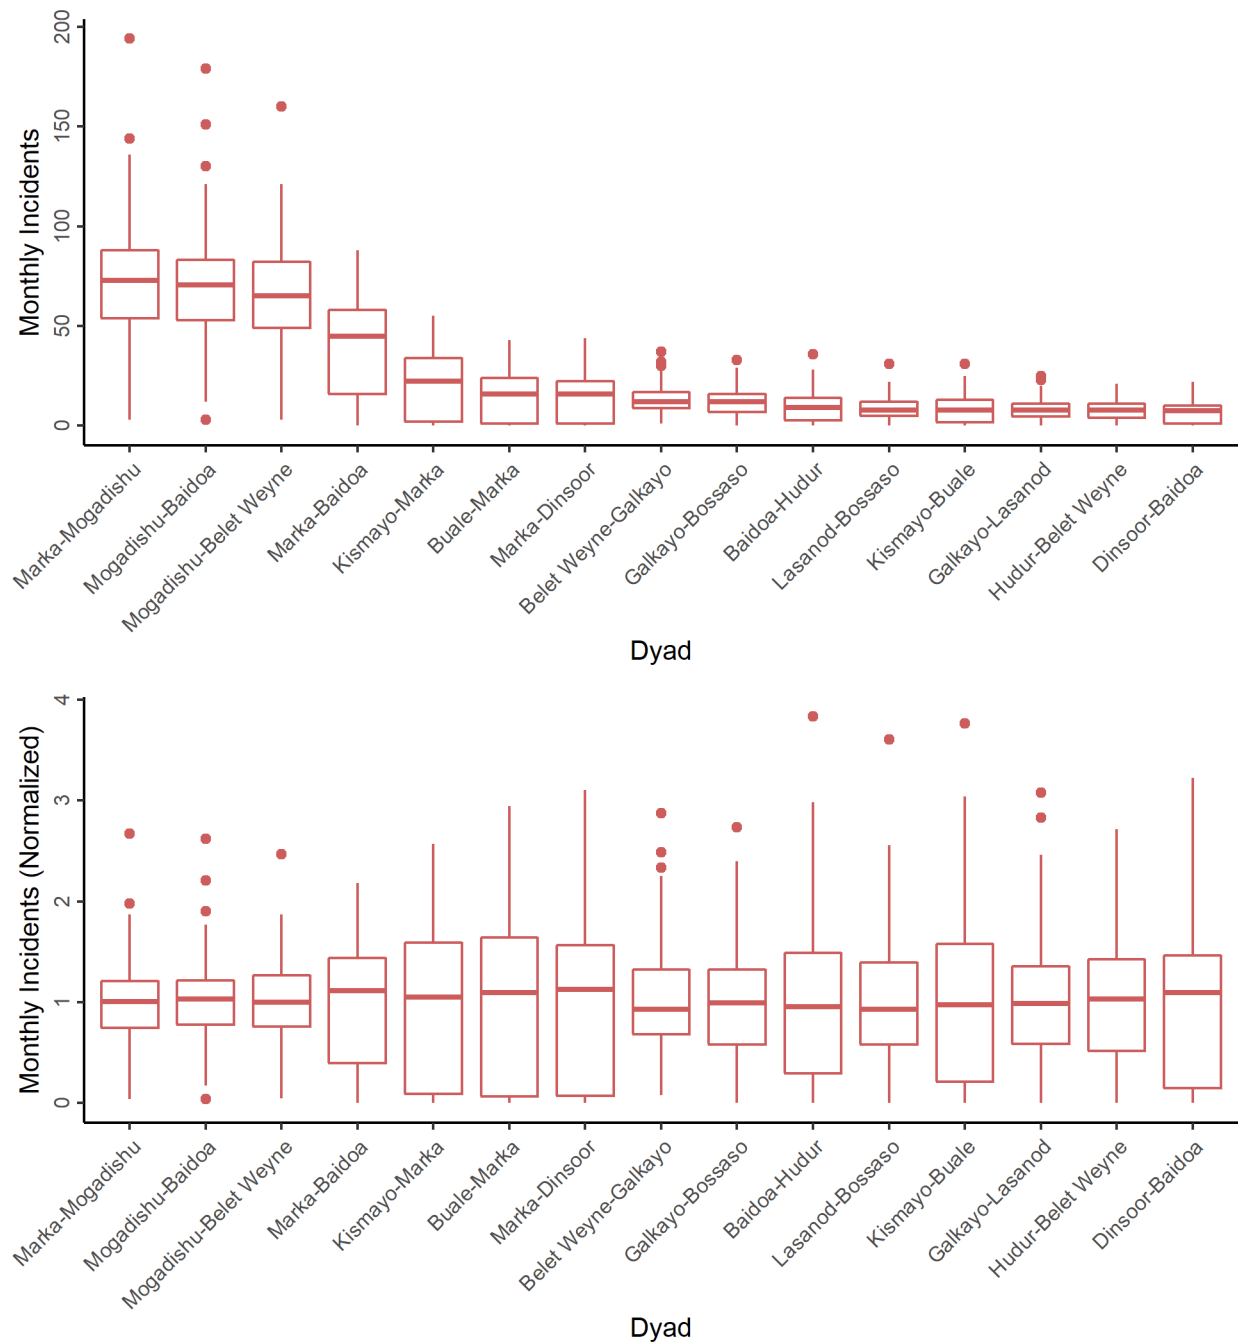 Monthly Incidents
200
150
100
50
0
Marka-Mogadishu
Mogadishu-Baidoa
Mogadishu-Belet Weyne
Marka-Baidoa
Kismayo-Marka
Buale-Marka
Marka-Dinsoor
Belet Weyne-Galkayo
Galkayo-Bossaso
Baidoa-Hudur
Lasanod-Bossaso
Kismayo-Buale
Galkayo-Lasanod
Hudur-Belet Weyne
Dinsoor-Baidoa
Dyad
Monthly Incidents (Normalized)
4
3
2
1
0
Marka-Mogadishu
Mogadishu-Baidoa
Mogadishu-Belet Weyne
Marka-Baidoa
Kismayo-Marka
Buale-Marka
Marka-Dinsoor
Belet Weyne-Galkayo
Galkayo-Bossaso
Baidoa-Hudur
Lasanod-Bossaso
Kismayo-Buale
Galkayo-Lasanod
Hudur-Belet Weyne
Dinsoor-Baidoa
Dyad